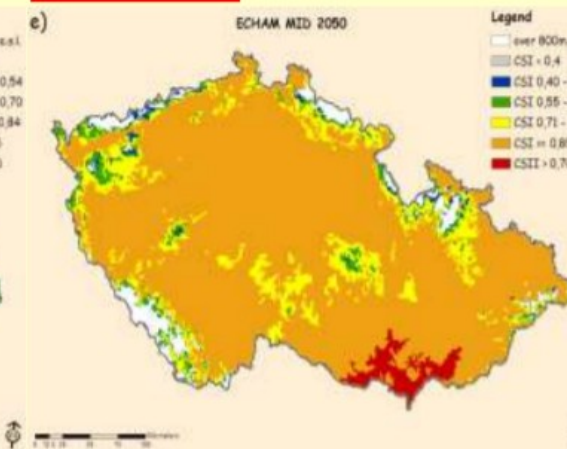 e)
ECHAM MID 2050
Legend
over 800m
CSI < 0,4
CSI 0,40 -
CSI 0,55 -
CSI 0,71 -
CSI >= 0,85
CSII > 0,70
a.s.l.
0,54
0,70
0,84